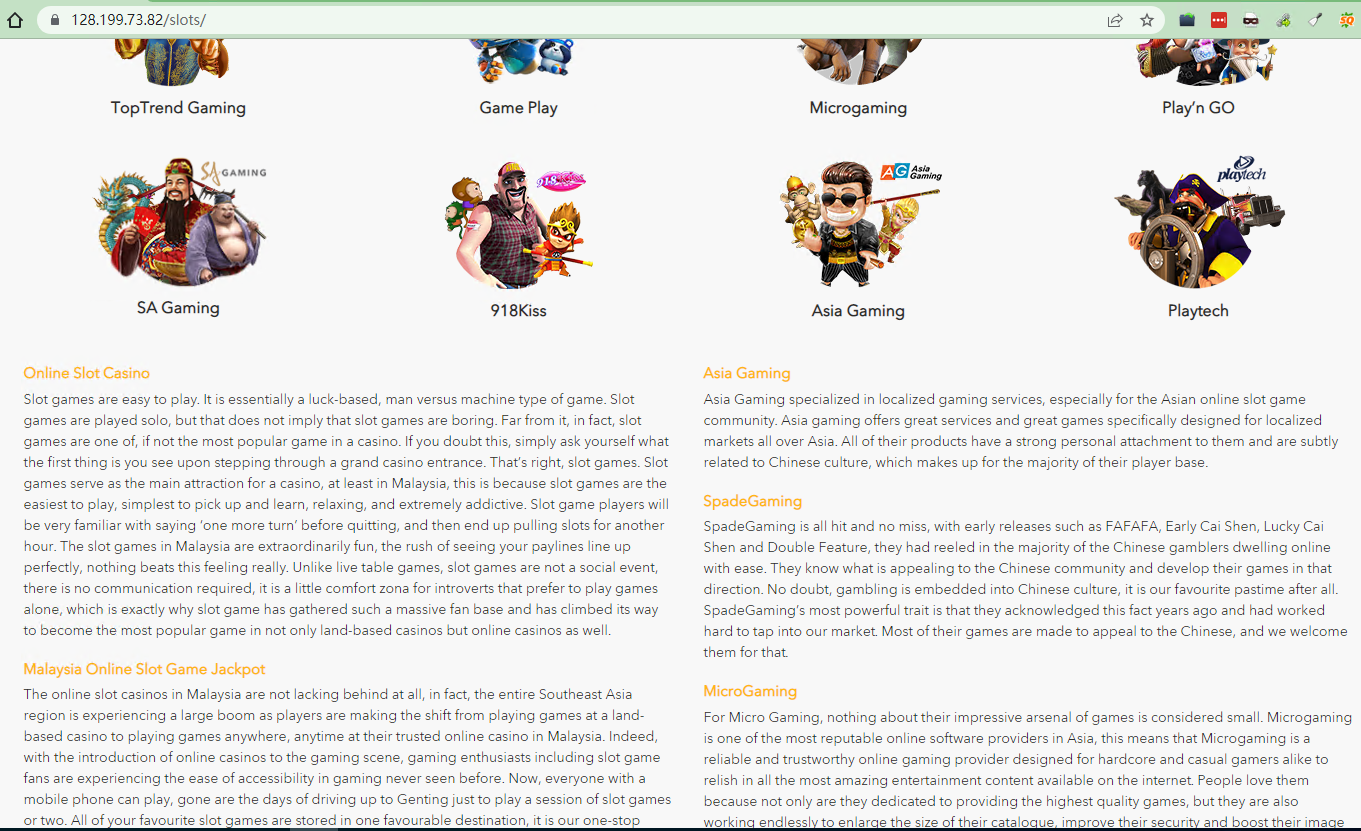 128.199.73.82/slots/
TopTrend Gaming
Game Play
Microgaming
Play’n GO
SA GAMING
918KISS
AG Asia Gaming
playtech
SA Gaming
918Kiss
Asia Gaming
Playtech
Online Slot Casino
Slot games are easy to play. It is essentially a luck-based, man versus machine type of game. Slot
games are played solo, but that does not imply that slot games are boring. Far from it, in fact, slot
games are one of, if not the most popular game in a casino. If you doubt this, simply ask yourself what
the first thing is you see upon stepping through a grand casino entrance. That’s right, slot games. Slot
games serve as the main attraction for a casino, at least in Malaysia, this is because slot games are the
easiest to play, simplest to pick up and learn, relaxing, and extremely addictive. Slot game players will
be very familiar with saying ‘one more turn’ before quitting, and then end up pulling slots for another
hour. The slot games in Malaysia are extraordinarily fun, the rush of seeing your paylines line up
perfectly, nothing beats this feeling really. Unlike live table games, slot games are not a social event,
there is no communication required, it is a little comfort zona for introverts that prefer to play games
alone, which is exactly why slot game has gathered such a massive fan base and has climbed its way
to become the most popular game in not only land-based casinos but online casinos as well.
Malaysia Online Slot Game Jackpot
The online slot casinos in Malaysia are not lacking behind at all, in fact, the entire Southeast Asia
region is experiencing a large boom as players are making the shift from playing games at a land-
based casino to playing games anywhere, anytime at their trusted online casino in Malaysia. Indeed,
with the introduction of online casinos to the gaming scene, gaming enthusiasts including slot game
fans are experiencing the ease of accessibility in gaming never seen before. Now, everyone with a
mobile phone can play, gone are the days of driving up to Genting just to play a session of slot games
or two. All of your favourite slot games are stored in one favourable destination, it is our one-stop
Asia Gaming
Asia Gaming specialized in localized gaming services, especially for the Asian online slot game
community. Asia gaming offers great services and great games specifically designed for localized
markets all over Asia. All of their products have a strong personal attachment to them and are subtly
related to Chinese culture, which makes up for the majority of their player base.
SpadeGaming
SpadeGaming is all hit and no miss, with early releases such as FAFAFA, Early Cai Shen, Lucky Cai
Shen and Double Feature, they had reeled in the majority of the Chinese gamblers dwelling online
with ease. They know what is appealing to the Chinese community and develop their games in that
direction. No doubt, gambling is embedded into Chinese culture, it is our favourite pastime after all.
SpadeGaming’s most powerful trait is that they acknowledged this fact years ago and had worked
hard to tap into our market. Most of their games are made to appeal to the Chinese, and we welcome
them for that.
MicroGaming
For Micro Gaming, nothing about their impressive arsenal of games is considered small. Microgaming
is one of the most reputable online software providers in Asia, this means that Microgaming is a
reliable and trustworthy online gaming provider designed for hardcore and casual gamers alike to
relish in all the most amazing entertainment content available on the internet. People love them
because not only are they dedicated to providing the highest quality games, but they are also
working endlessly to enlarge the size of their catalogue, improve their security and boost their image